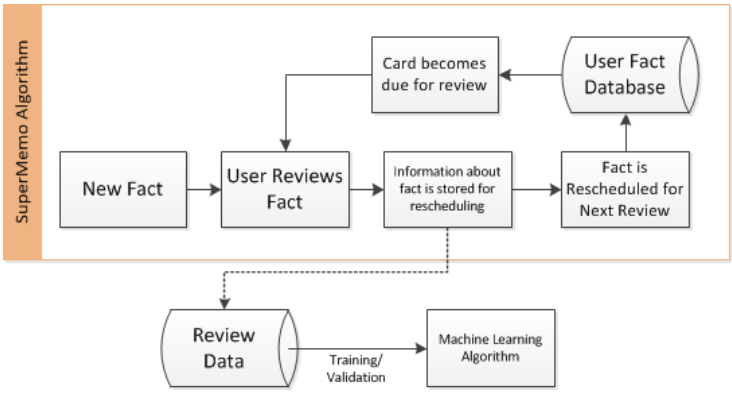 SuperMemo Algorithm
Card becomes
due for review
User Fact
Database
New Fact
User Reviews
Fact
Information about
fact is stored for
rescheduling
Fact is
Rescheduled for
Next Review
Review
Data
Training/
Validation
Machine Learning
Algorithm